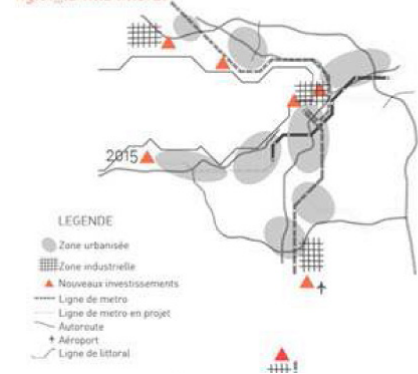 2015
LEGENDE
Zone urbanisée
Zone industrielle
Nouveaux investissements
Ligne de metro
Ligne de metro en projet
Autoroute
Aéroport
Ligne de littoral
!